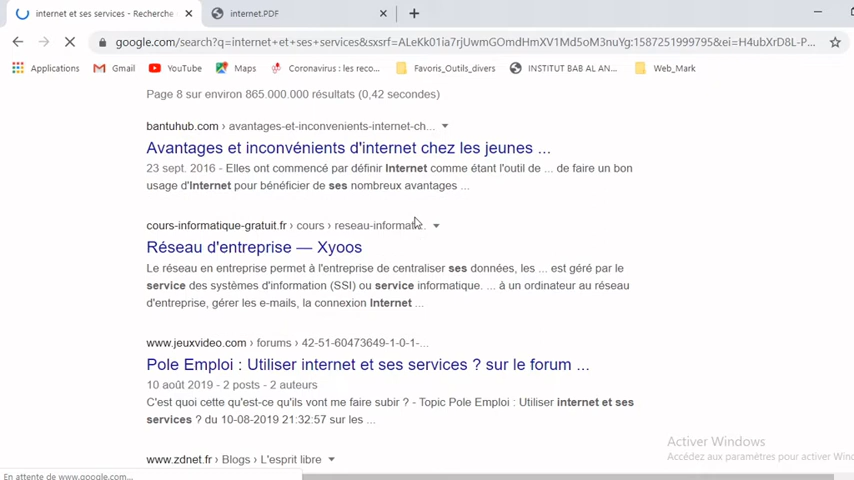 internet et ses services - Recherche
internet.PDF
google.com/search?q=internet+et+ses+services&sxsrf=ALeKk01ia7rjUwmGOmdHmXV1Md5oM3nuYg:1587251999795&ei=H4ubXrD8L-P...
Applications Gmail YouTube Maps Coronavirus : les reco... Favoris_Outils_divers INSTITUT BAB AL AN... Web_Mark
Page 8 sur environ 865.000.000 résultats (0,42 secondes)
bantuhub.com › avantages-et-inconvenients-internet-ch...
Avantages et inconvénients d'internet chez les jeunes ...
23 sept. 2016 - Elles ont commencé par définir Internet comme étant l'outil de ... de faire un bon
usage d'Internet pour bénéficier de ses nombreux avantages ...
cours-informatique-gratuit.fr › cours › reseau-informat...
Réseau d'entreprise — Xyoos
Le réseau en entreprise permet à l'entreprise de centraliser ses données, les ... est géré par le
service des systèmes d'information (SSI) ou service informatique. ... à un ordinateur au réseau
d'entreprise, gérer les e-mails, la connexion Internet ...
www.jeuxvideo.com › forums › 42-51-60473649-1-0-1-...
Pole Emploi : Utiliser internet et ses services ? sur le forum ...
10 août 2019 - 2 posts - 2 auteurs
C'est quoi cette qu'est-ce qu'ils vont me faire subir ? - Topic Pole Emploi : Utiliser internet et ses
services ? du 10-08-2019 21:32:57 sur les ...
www.zdnet.fr › Blogs › L'esprit libre
Activer Windows
Accédez aux paramètres pour activer Wind
En attente de www.google.com...